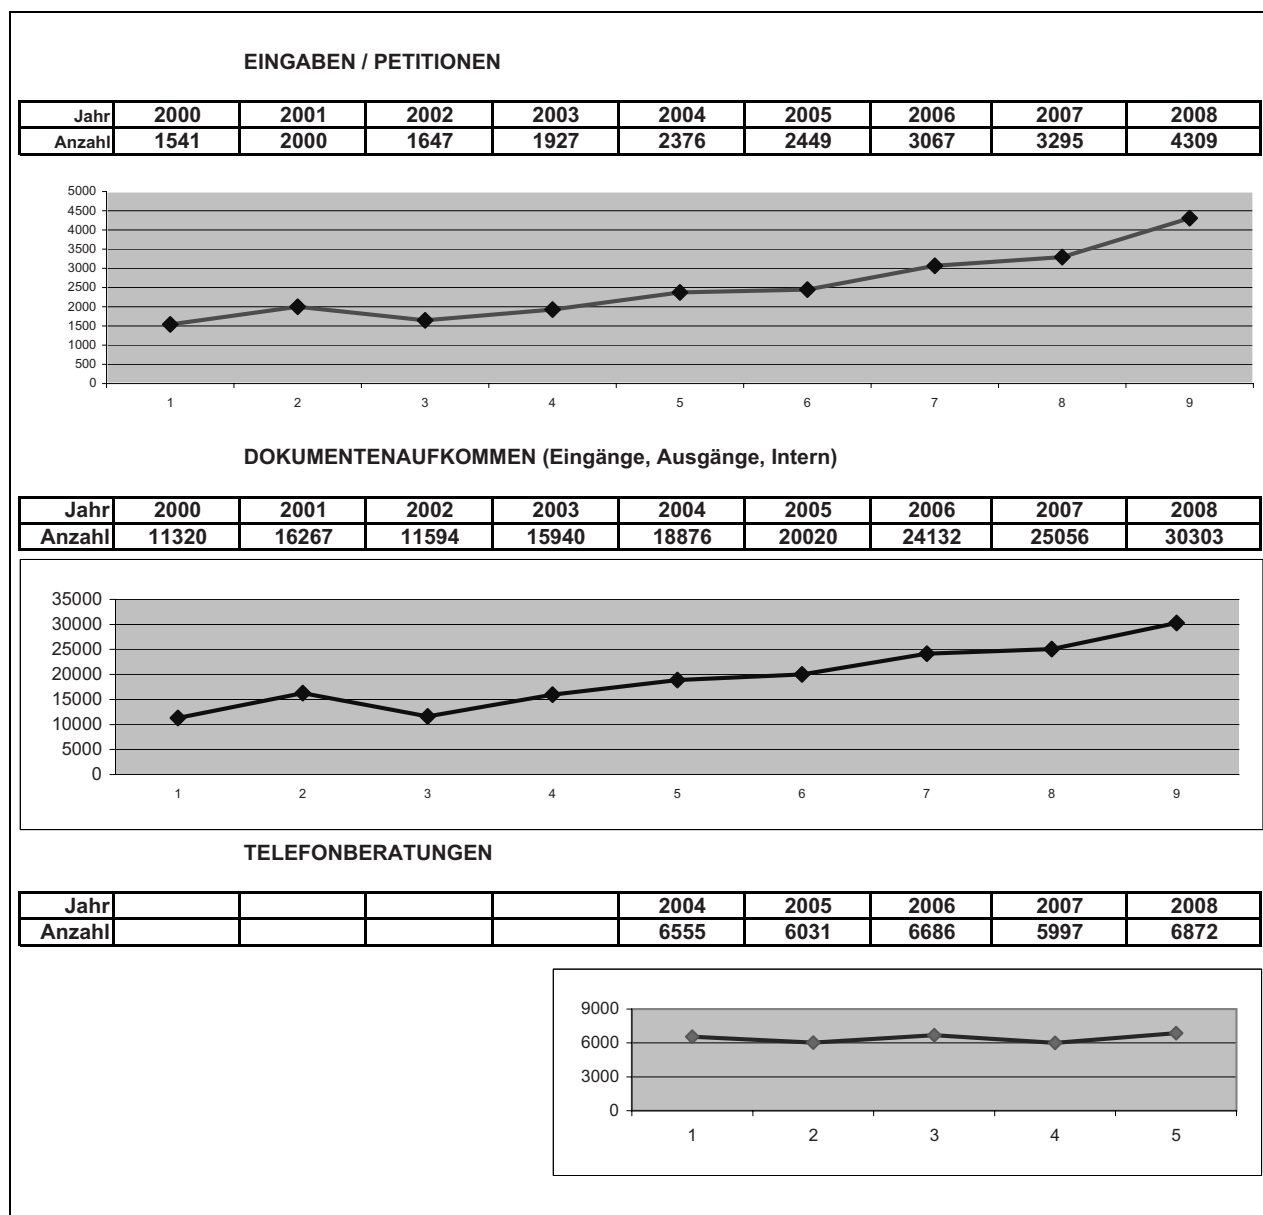 EINGABEN / PETITIONEN
Jahr 2000 2001 2002 2003 2004 2005 2006 2007 2008
Anzahl 1541 2000 1647 1927 2376 2449 3067 3295 4309
5000
4500
4000
3500
3000
2500
2000
1500
1000
500
0
1 2 3 4 5 6 7 8 9
DOKUMENTENAUFKOMMEN (Eingänge, Ausgänge, Intern)
Jahr 2000 2001 2002 2003 2004 2005 2006 2007 2008
Anzahl 11320 16267 11594 15940 18876 20020 24132 25056 30303
35000
30000
25000
20000
15000
10000
5000
0
1 2 3 4 5 6 7 8 9
TELEFONBERATUNGEN
Jahr 2004 2005 2006 2007 2008
Anzahl 6555 6031 6686 5997 6872
9000
6000
3000
0
1 2 3 4 5